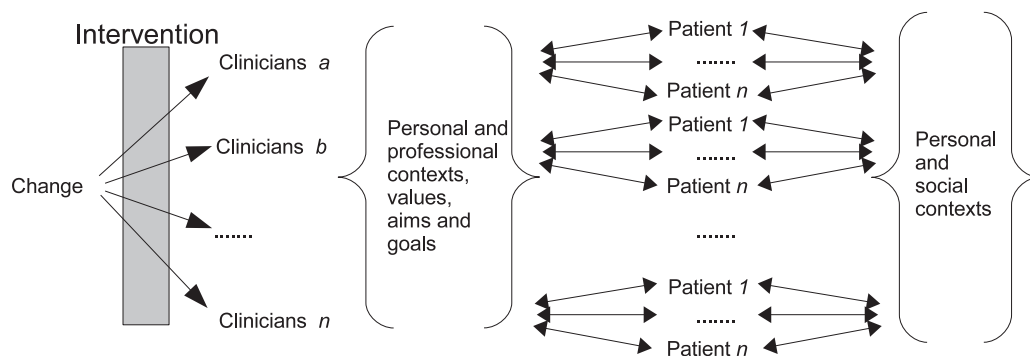 Intervention
Change
Clinicians a
Clinicians b
.......
Clinicians n
Personal and
professional
contexts,
values,
aims and
goals
Patient 1
.......
Patient n
Patient 1
.......
Patient n
.......
Patient 1
.......
Patient n
Personal
and
social
contexts